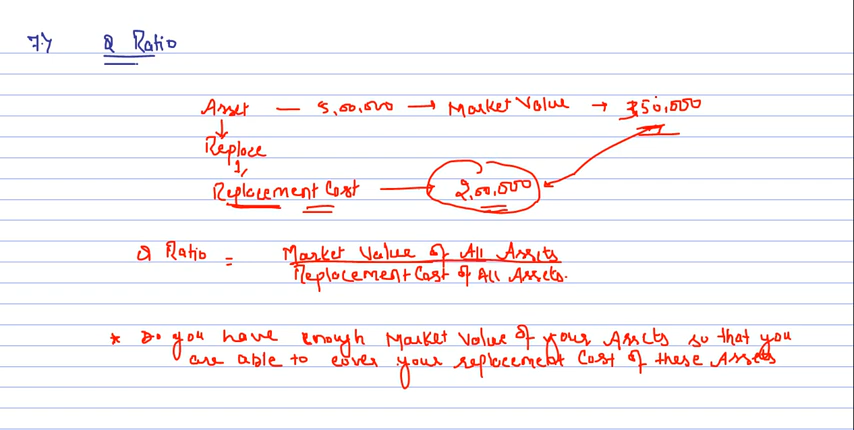 7.7 Q Ratio
Asset — 5,00,000 → Market Value → 350,000
↓
Replace
↓
Replacement Cost — 2,00,000
Q Ratio = Market Value of All Assets
Replacement Cost of All Assets.
* Do you have enough Market Value of your Assets so that you
are able to cover your replacement Cost of these Assets